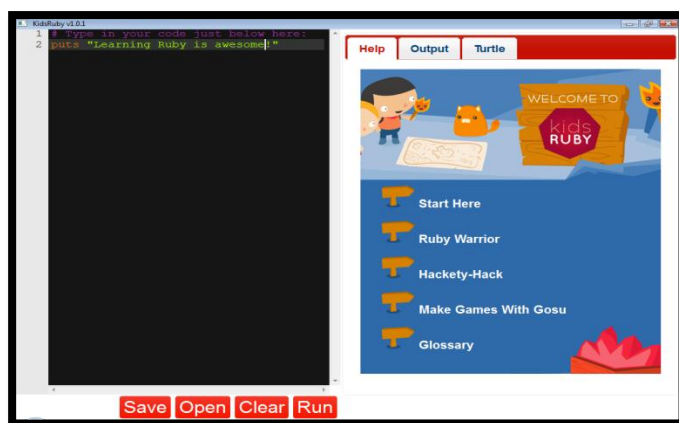 KidsRuby v1.0.1
1 # Type in your code just below here:
2 puts "Learning Ruby is awesome!"
Help Output Turtle
WELCOME TO
kids
RUBY
Start Here
Ruby Warrior
Hackety-Hack
Make Games With Gosu
Glossary
Save Open Clear Run